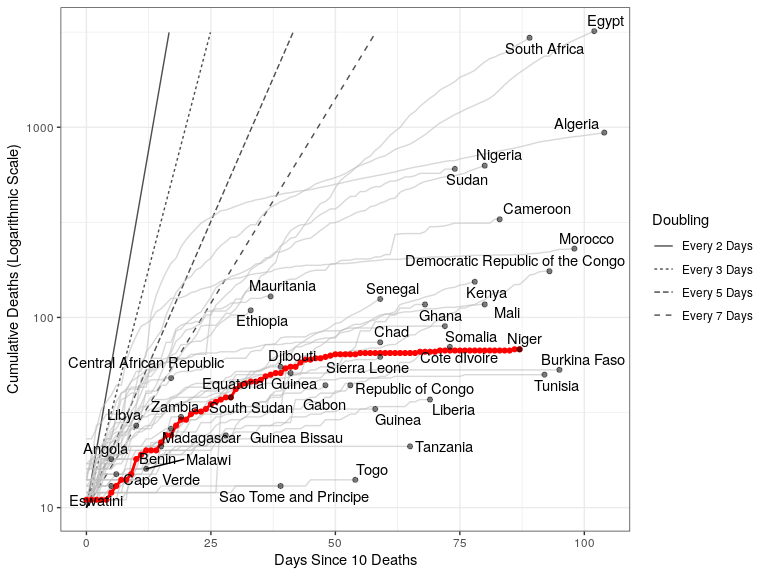 Egypt
South Africa
Algeria
Nigeria
Sudan
Cameroon
Morocco
Democratic Republic of the Congo
Mauritania
Senegal
Kenya
Mali
Ethiopia
Ghana
Chad
Somalia
Niger
Central African Republic
Djibouti
Cote dIvoire
Sierra Leone
Burkina Faso
Equatorial Guinea
Republic of Congo
Tunisia
Libya
Zambia
South Sudan
Gabon
Guinea
Liberia
Madagascar
Guinea Bissau
Tanzania
Angola
Benin
Malawi
Cape Verde
Togo
Sao Tome and Principe
Eswatini
1000
100
10
0
25
50
75
100
Days Since 10 Deaths
Cumulative Deaths (Logarithmic Scale)
Doubling
Every 2 Days
Every 3 Days
Every 5 Days
Every 7 Days